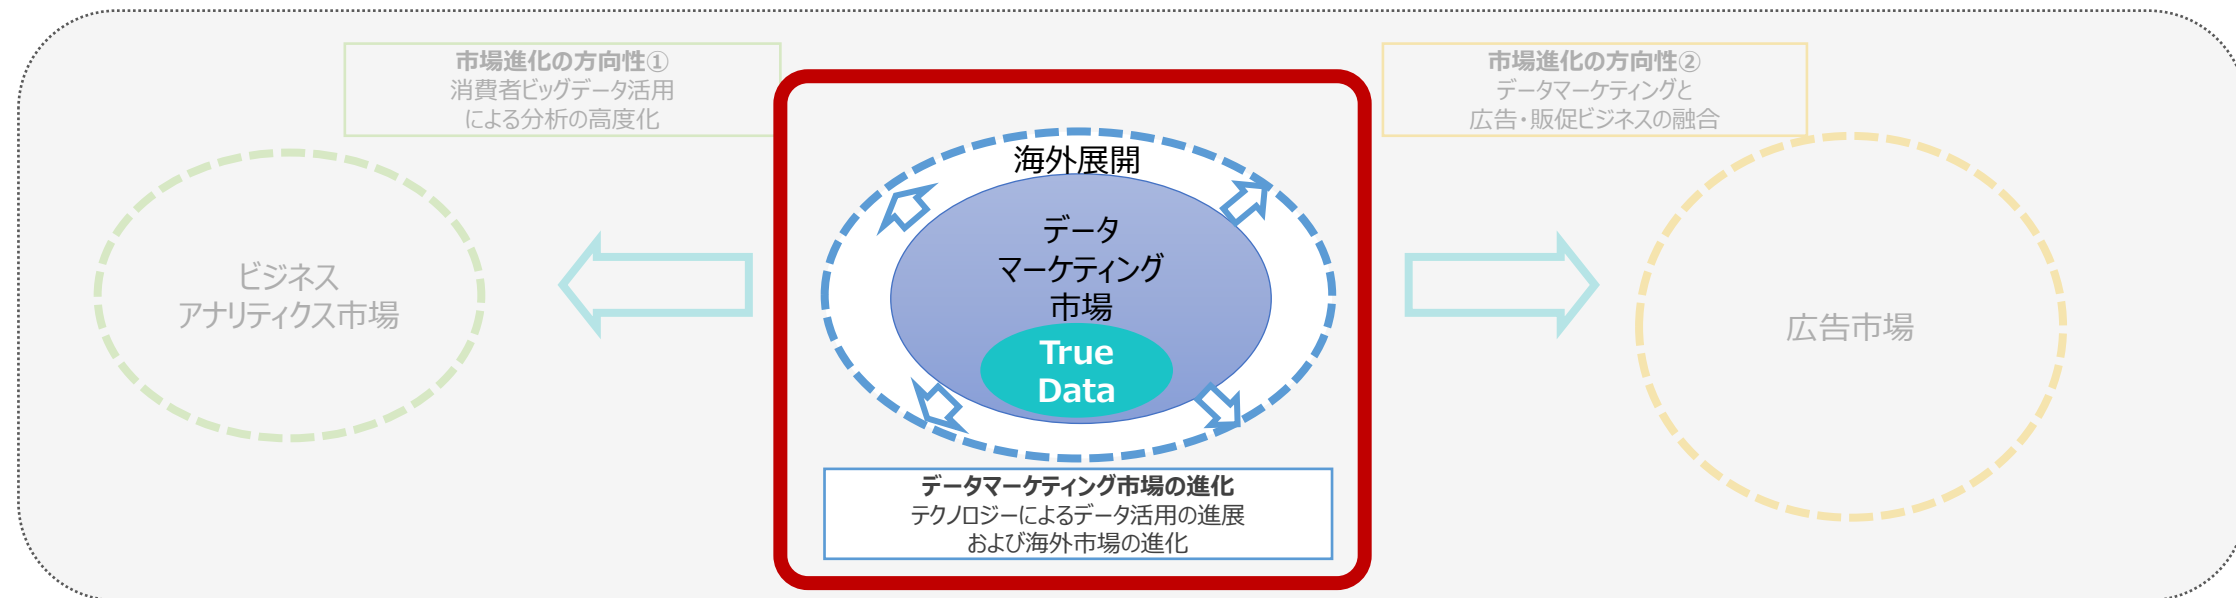 市場進化の方向性①
消費者ビッグデータ活用
による分析の高度化
市場進化の方向性②
データマーケティングと
広告・販促ビジネスの融合
ビジネス
アナリティクス市場
海外展開
データ
マーケティング
市場
True
Data
広告市場
データマーケティング市場の進化
テクノロジーによるデータ活用の進展
および海外市場の進化